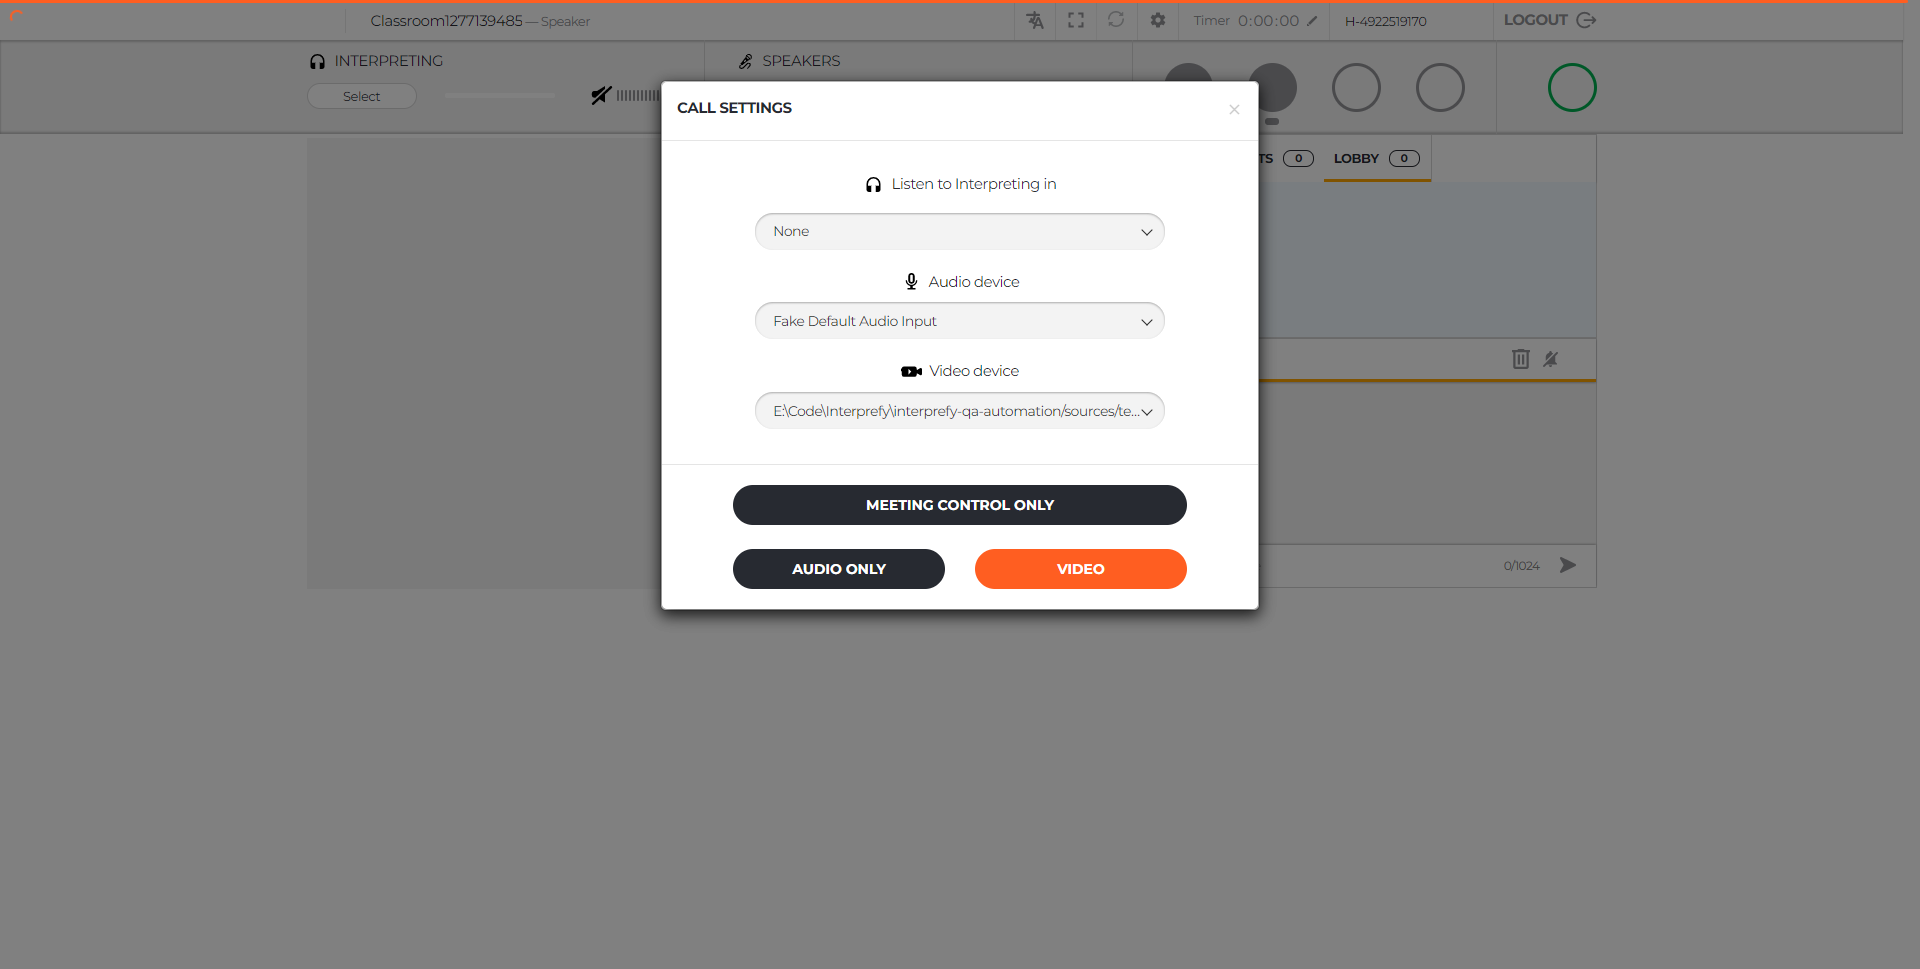 Classroom1277139485 — Speaker
Timer 0:00:00
H-4922519170
LOGOUT
INTERPRETING
SPEAKERS
Select
CALL SETTINGS
×
TS 0
LOBBY 0
Listen to Interpreting in
None
Audio device
Fake Default Audio Input
Video device
E:\Code\Interprefy\interprefy-qa-automation/sources/te...
MEETING CONTROL ONLY
AUDIO ONLY
VIDEO
0/1024